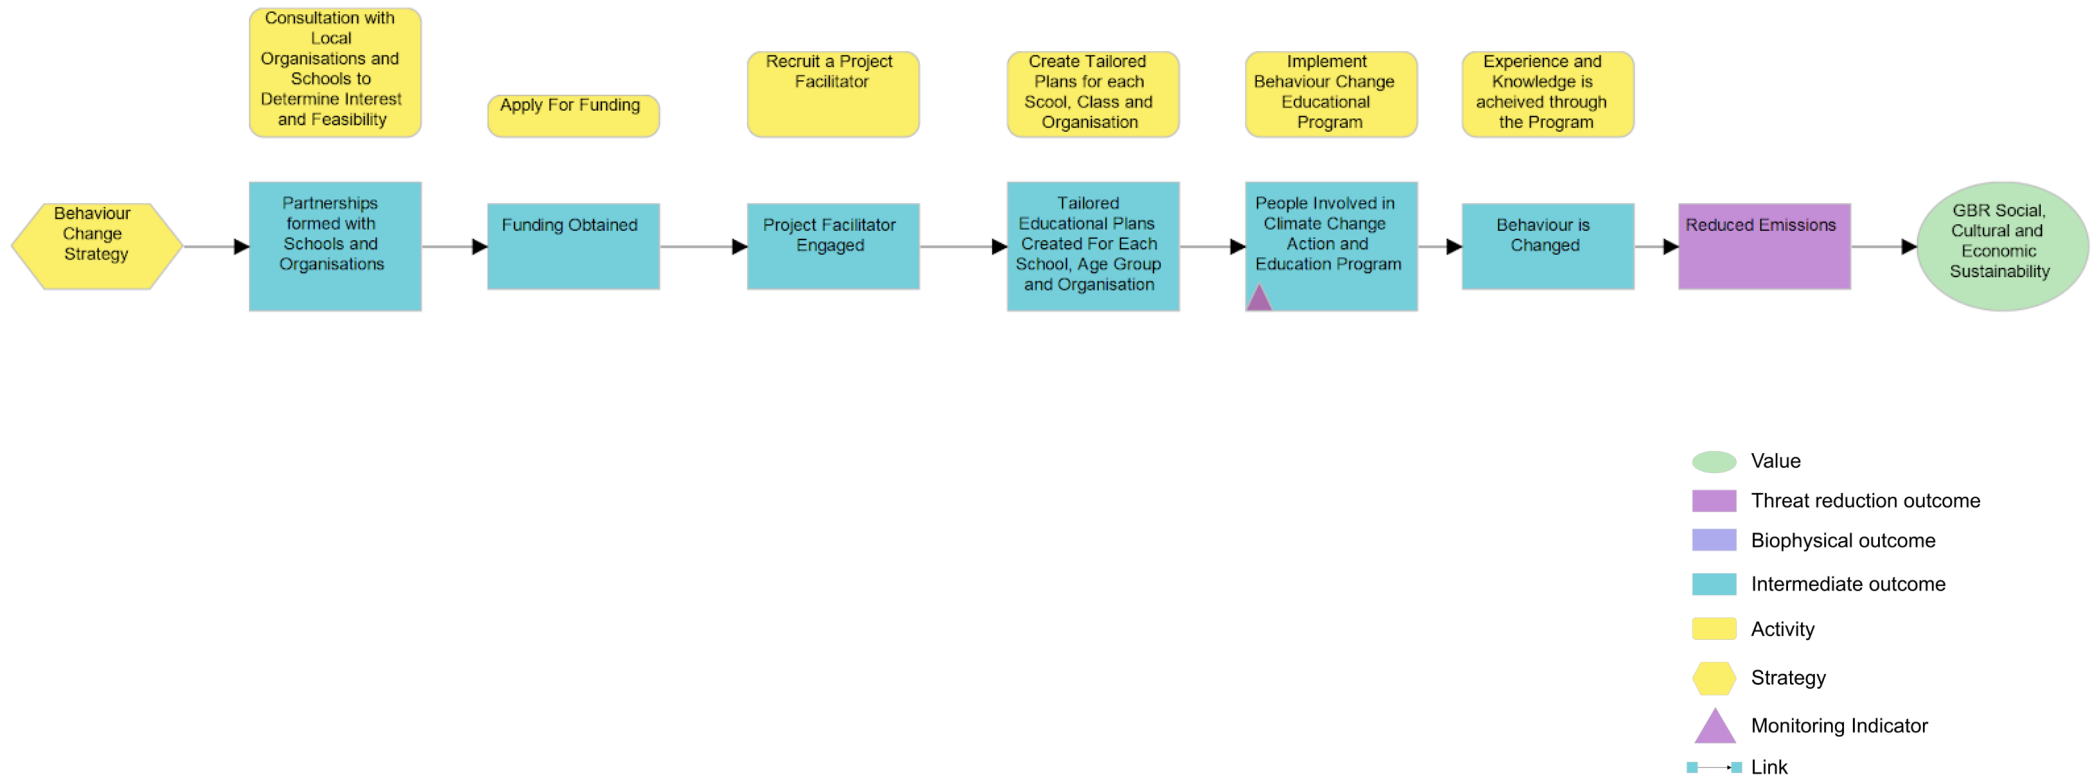 Consultation with
Local
Organisations and
Schools to
Determine Interest
and Feasibility
Apply For Funding
Recruit a Project
Facilitator
Create Tailored
Plans for each
Scool, Class and
Organisation
Implement
Behaviour Change
Educational
Program
Experience and
Knowledge is
acheived through
the Program
Behaviour
Change
Strategy
Partnerships
formed with
Schools and
Organisations
Funding Obtained
Project Facilitator
Engaged
Tailored
Educational Plans
Created For Each
School, Age Group
and Organisation
People Involved in
Climate Change
Action and
Education Program
Behaviour is
Changed
Reduced Emissions
GBR Social,
Cultural and
Economic
Sustainability
Value
Threat reduction outcome
Biophysical outcome
Intermediate outcome
Activity
Strategy
Monitoring Indicator
Link